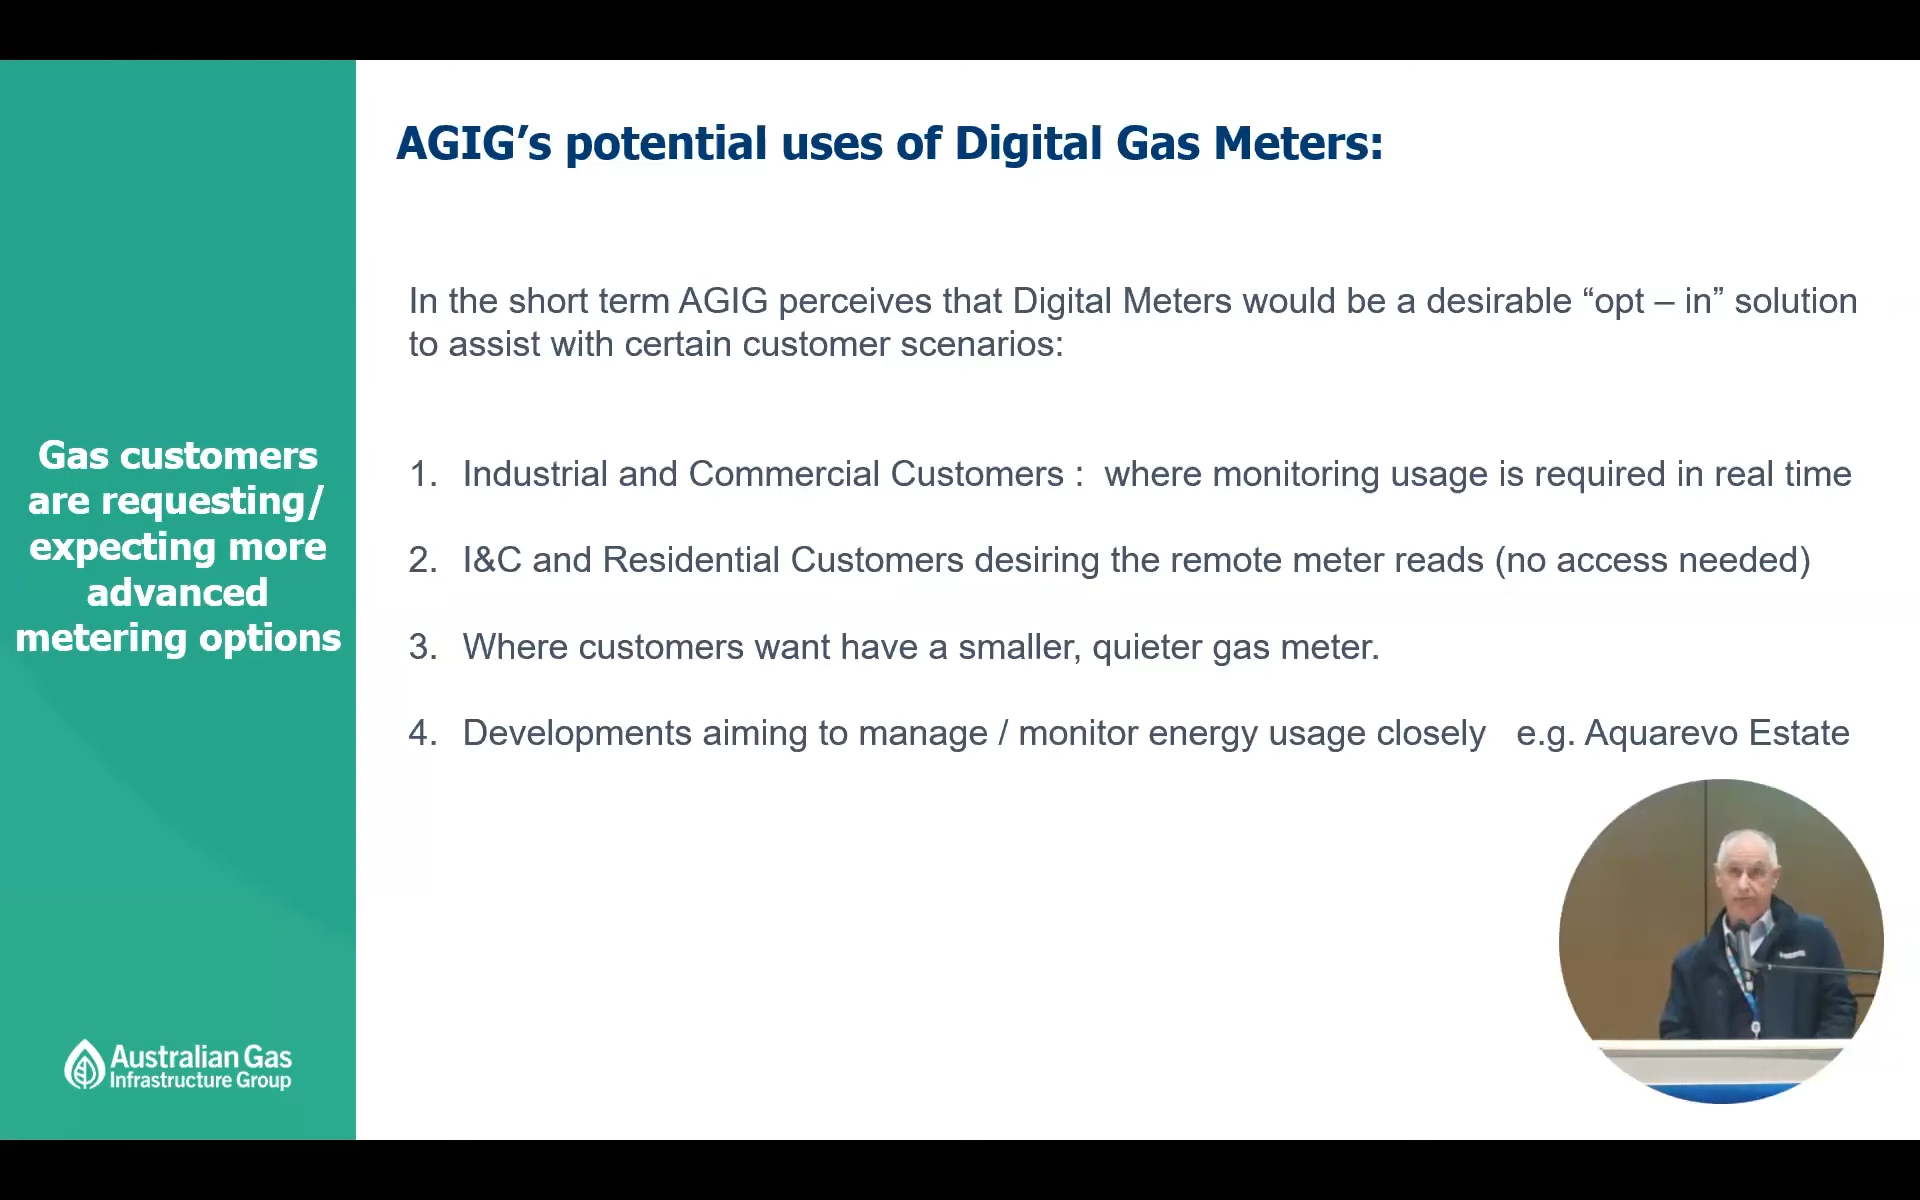 AGIG’s potential uses of Digital Gas Meters:
In the short term AGIG perceives that Digital Meters would be a desirable “opt – in” solution
to assist with certain customer scenarios:
1. Industrial and Commercial Customers : where monitoring usage is required in real time
2. I&C and Residential Customers desiring the remote meter reads (no access needed)
3. Where customers want have a smaller, quieter gas meter.
4. Developments aiming to manage / monitor energy usage closely e.g. Aquarevo Estate
Gas customers
are requesting/
expecting more
advanced
metering options
Australian Gas
Infrastructure Group